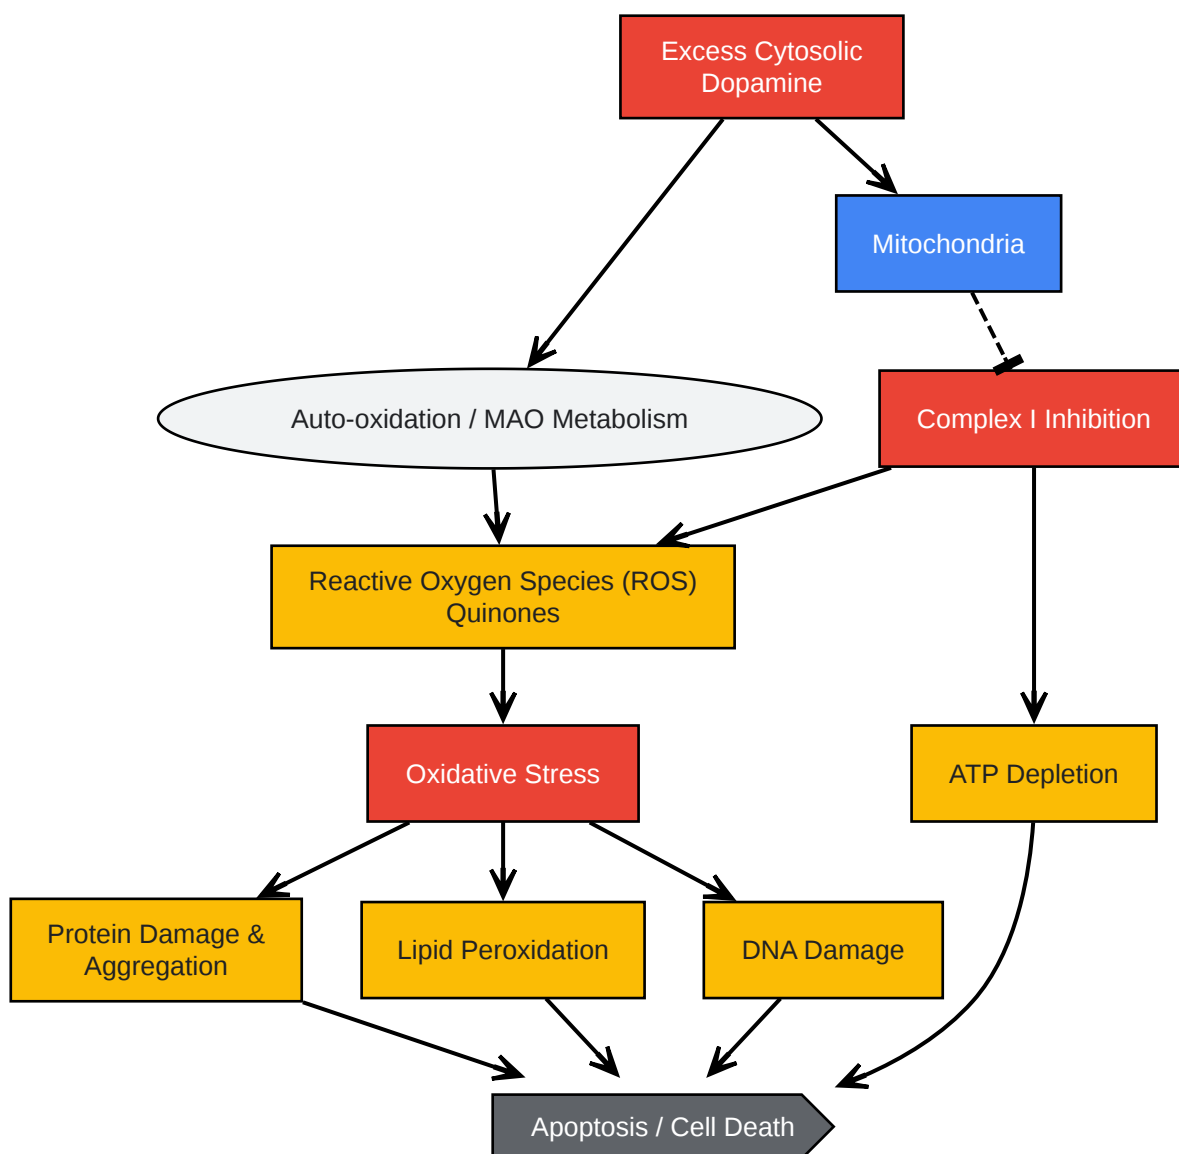 Excess Cytosolic
Dopamine
Mitochondria
Auto-oxidation / MAO Metabolism
Complex I Inhibition
Reactive Oxygen Species (ROS)
Quinones
Oxidative Stress
ATP Depletion
Protein Damage &
Aggregation
Lipid Peroxidation
DNA Damage
Apoptosis / Cell Death